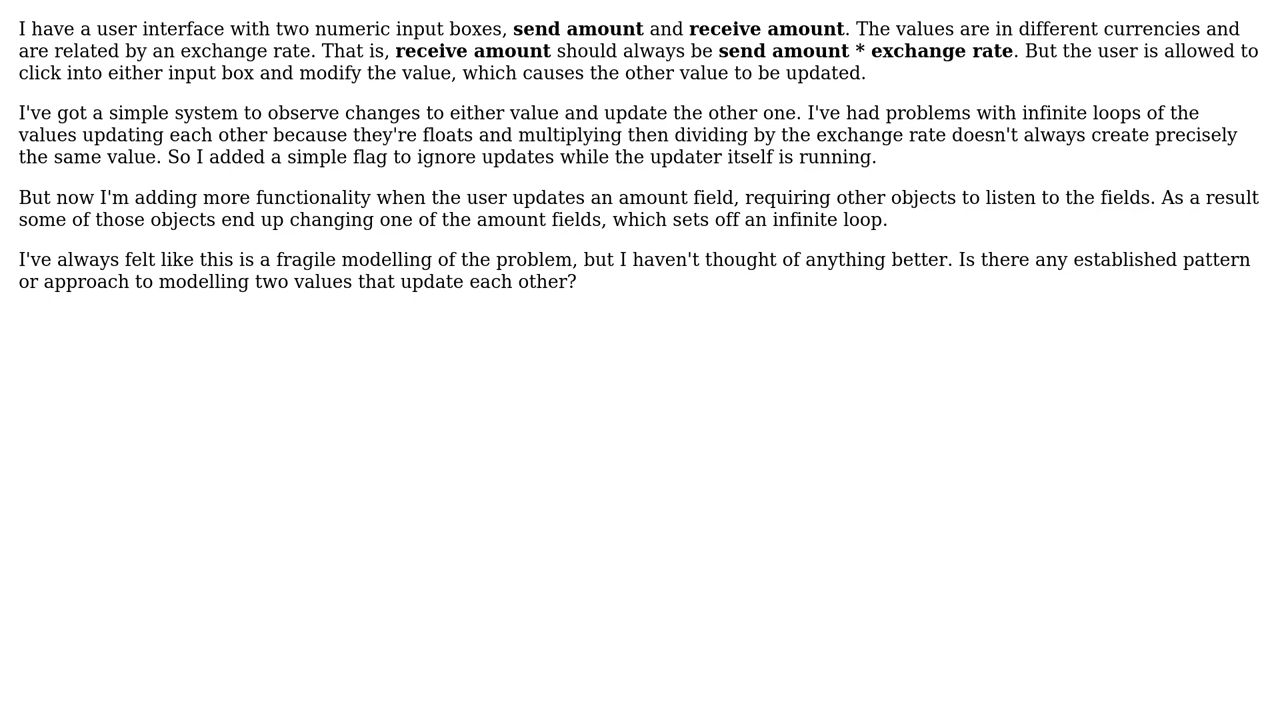 I have a user interface with two numeric input boxes, send amount and receive amount. The values are in different currencies and
are related by an exchange rate. That is, receive amount should always be send amount * exchange rate. But the user is allowed to
click into either input box and modify the value, which causes the other value to be updated.
I've got a simple system to observe changes to either value and update the other one. I've had problems with infinite loops of the
values updating each other because they're floats and multiplying then dividing by the exchange rate doesn't always create precisely
the same value. So I added a simple flag to ignore updates while the updater itself is running.
But now I'm adding more functionality when the user updates an amount field, requiring other objects to listen to the fields. As a result
some of those objects end up changing one of the amount fields, which sets off an infinite loop.
I've always felt like this is a fragile modelling of the problem, but I haven't thought of anything better. Is there any established pattern
or approach to modelling two values that update each other?